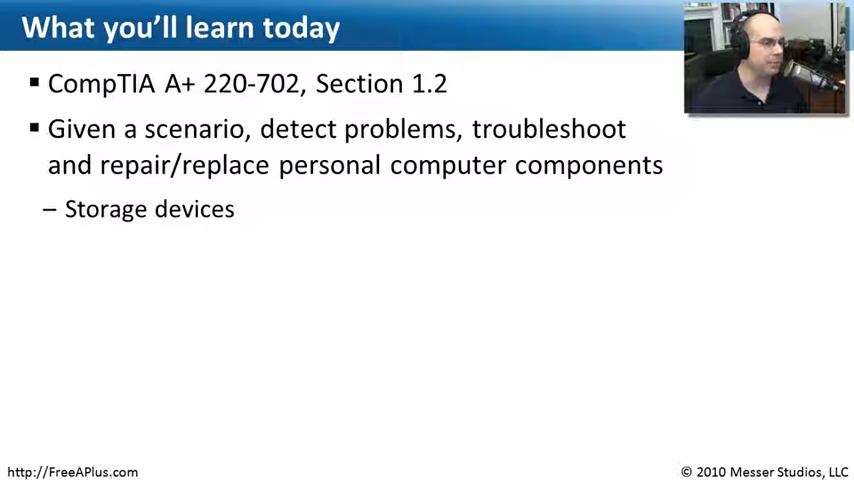 What you'll learn today
▪ CompTIA A+ 220-702, Section 1.2
▪ Given a scenario, detect problems, troubleshoot
and repair/replace personal computer components
– Storage devices
http://FreeAPlus.com
© 2010 Messer Studios, LLC